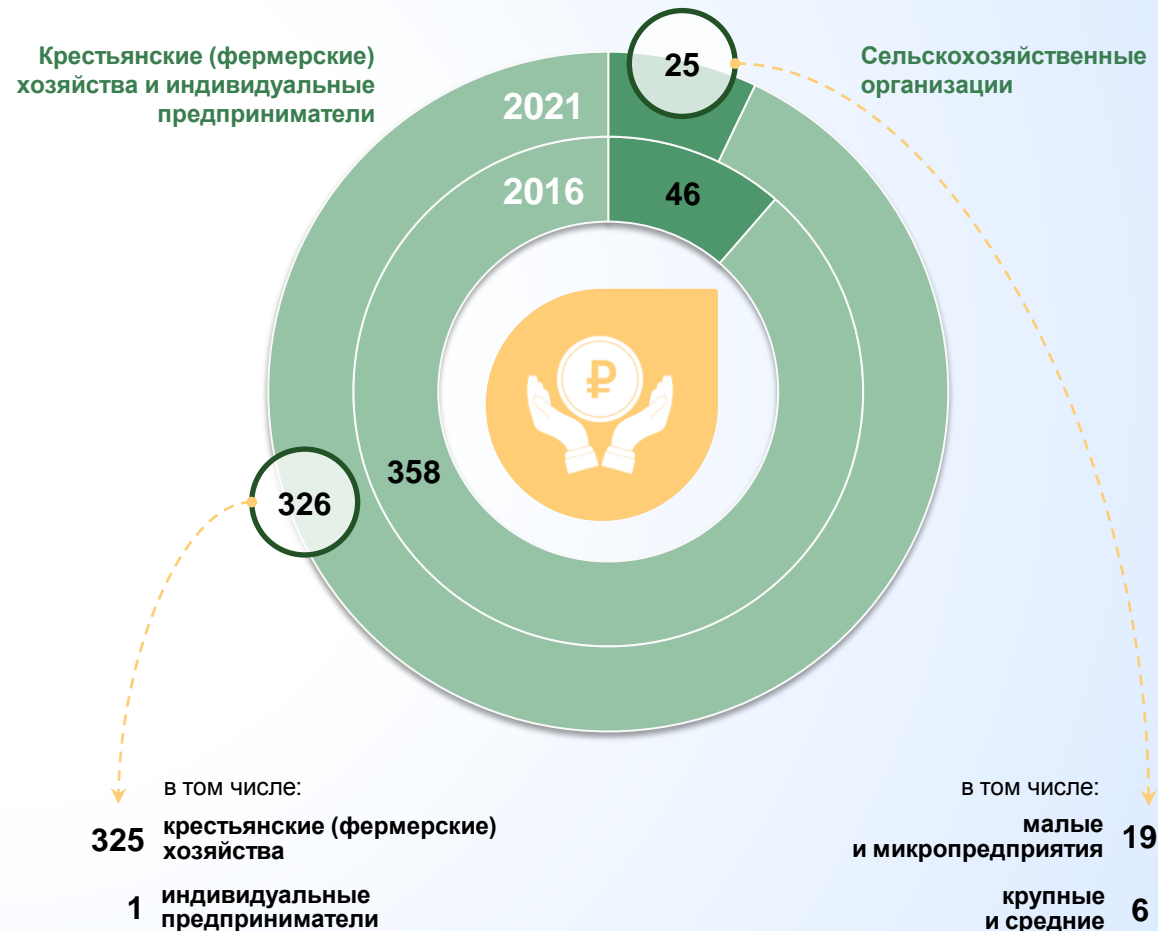 Крестьянские (фермерские)
хозяйства и индивидуальные
предприниматели
Сельскохозяйственные
организации
25
2021
2016
46
358
326
₽
в том числе:
325
крестьянские (фермерские)
хозяйства
1
индивидуальные
предприниматели
в том числе:
малые
и микропредприятия
19
крупные
и средние
6